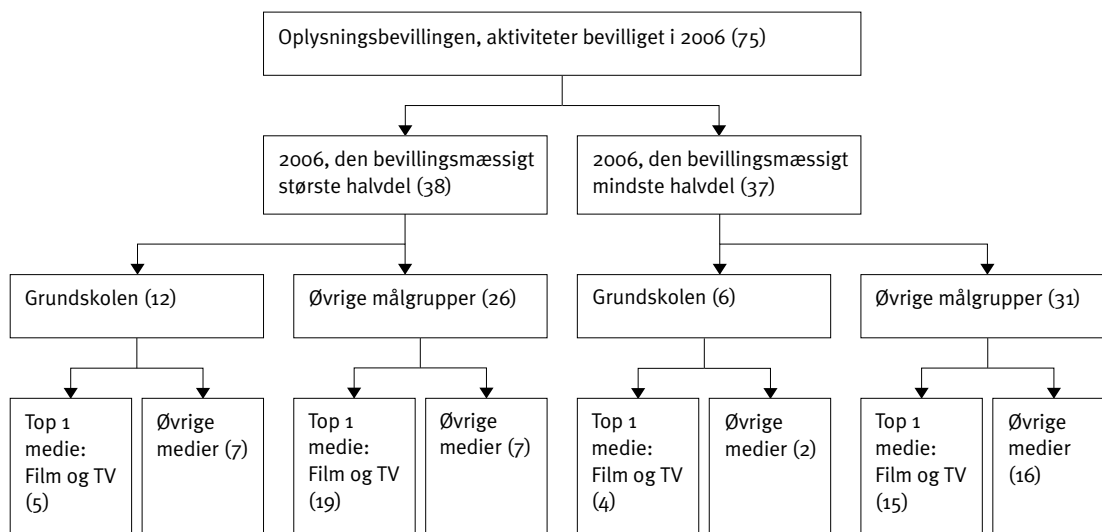 Oplysningsbevillingen, aktiviteter bevilliget i 2006 (75)
2006, den bevillingsmæssigt
største halvdel (38)
2006, den bevillingsmæssigt
mindste halvdel (37)
Grundskolen (12)
Øvrige målgrupper (26)
Grundskolen (6)
Øvrige målgrupper (31)
Top 1
medie:
Film og TV
(5)
Øvrige
medier (7)
Top 1
medie:
Film og TV
(19)
Øvrige
medier (7)
Top 1
medie:
Film og TV
(4)
Øvrige
medier (2)
Top 1
medie:
Film og TV
(15)
Øvrige
medier
(16)